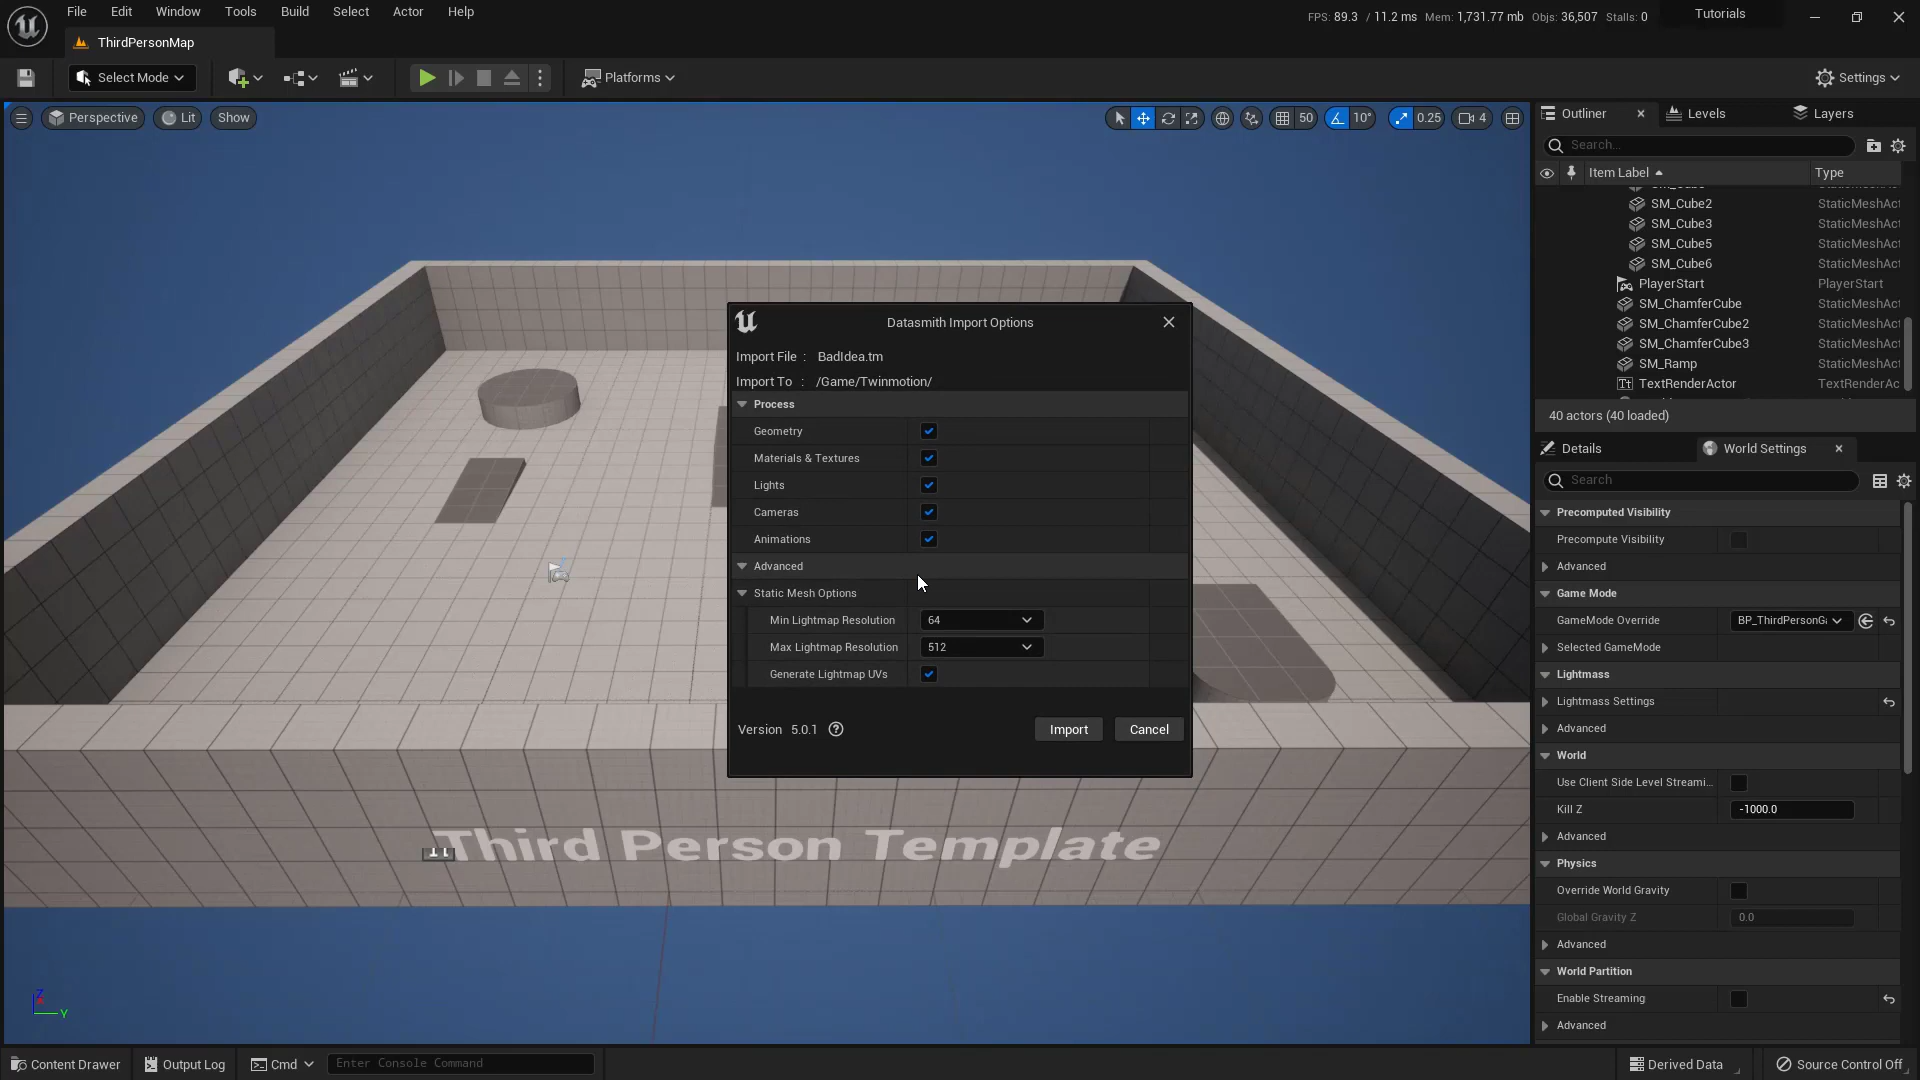 File Edit Window Tools Build Select Actor Help
FPS: 89.3 / 11.2 ms Mem: 1,731.77 mb Objs: 36,507 Stalls: 0
Tutorials
ThirdPersonMap
Select Mode
Platforms
Settings
Perspective Lit Show
50 10° 0.25 4
Outliner Levels Layers
Search...
Item Label Type
SM_Cube2 StaticMeshAct
SM_Cube3 StaticMeshAct
SM_Cube5 StaticMeshAct
SM_Cube6 StaticMeshAct
PlayerStart PlayerStart
SM_ChamferCube StaticMeshAct
SM_ChamferCube2 StaticMeshAct
SM_ChamferCube3 StaticMeshAct
SM_Ramp StaticMeshAct
Tt TextRenderActor TextRenderAc
40 actors (40 loaded)
Datasmith Import Options
Import File : BadIdea.tm
Import To : /Game/Twinmotion/
Process
Geometry
Materials & Textures
Lights
Cameras
Animations
Advanced
Static Mesh Options
Min Lightmap Resolution 64
Max Lightmap Resolution 512
Generate Lightmap UVs
Version 5.0.1
Import Cancel
Details World Settings
Search
Precomputed Visibility
Precompute Visibility
Advanced
Game Mode
GameMode Override BP_ThirdPersonGa
Selected GameMode
Lightmass
Lightmass Settings
Advanced
World
Use Client Side Level Streami...
Kill Z -1000.0
Advanced
Physics
Override World Gravity
Global Gravity Z 0.0
Advanced
World Partition
Enable Streaming
Advanced
Third Person Template
Z
Y
Content Drawer Output Log Cmd Enter Console Command
Derived Data Source Control Off